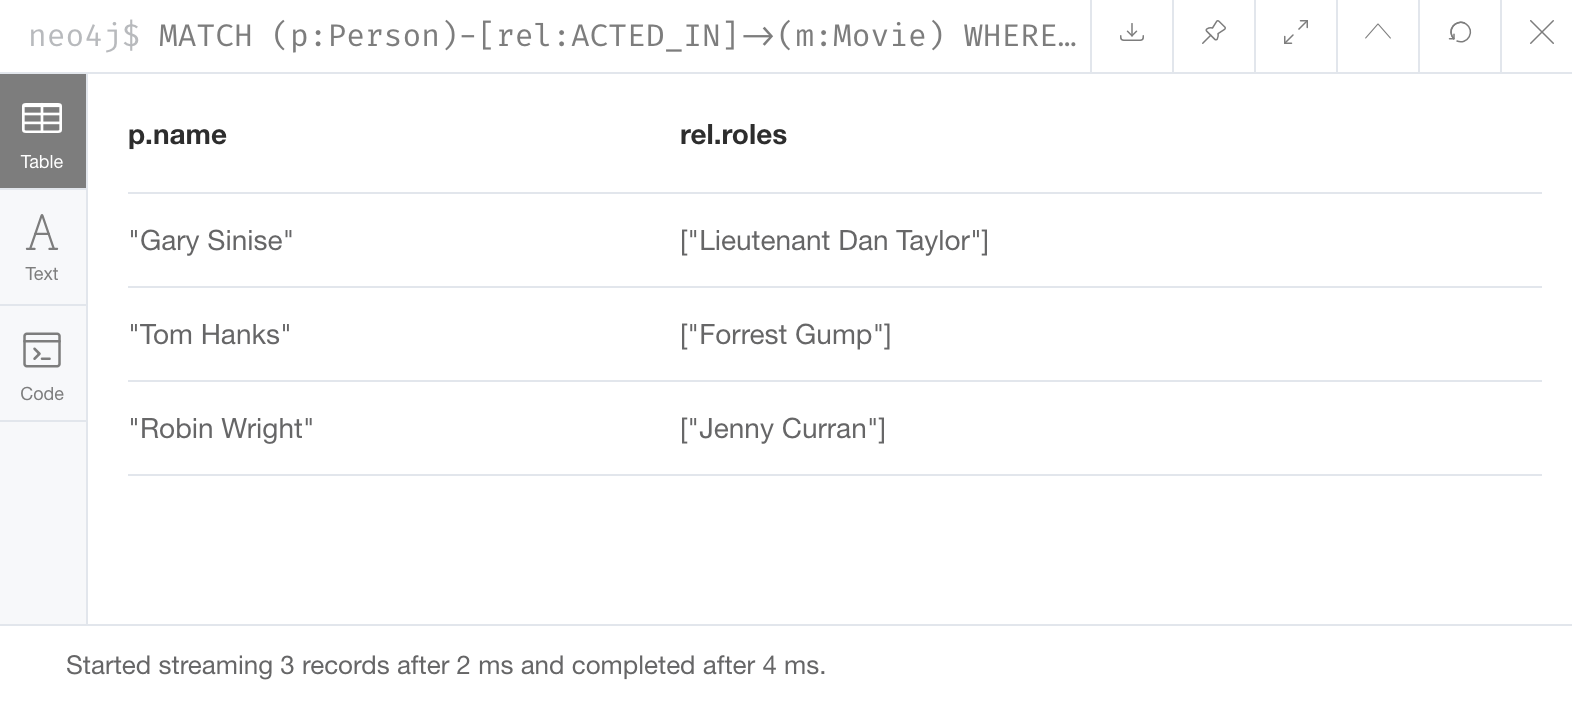 neo4j$ MATCH (p:Person)-[rel:ACTED_IN]→(m:Movie) WHERE…
Table
Text
Code
p.name rel.roles
"Gary Sinise" ["Lieutenant Dan Taylor"]
"Tom Hanks" ["Forrest Gump"]
"Robin Wright" ["Jenny Curran"]
Started streaming 3 records after 2 ms and completed after 4 ms.